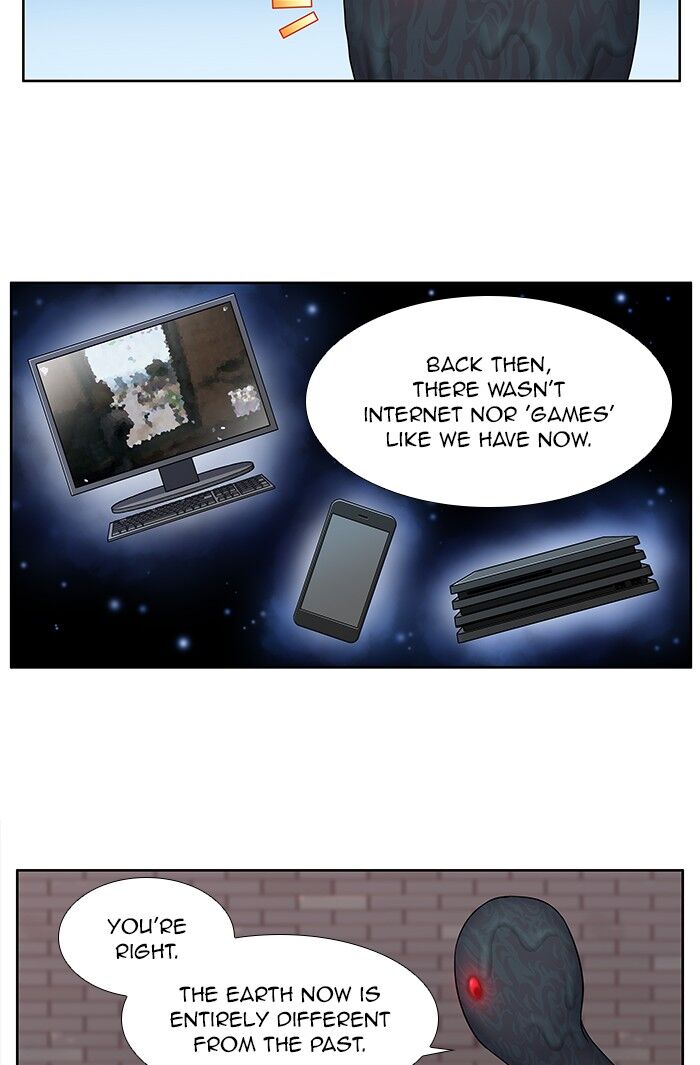 BACK THEN,
THERE WASN'T
INTERNET NOR 'GAMES'
LIKE WE HAVE NOW.
YOU'RE
RIGHT.
THE EARTH NOW IS
ENTIRELY DIFFERENT
FROM THE PAST.